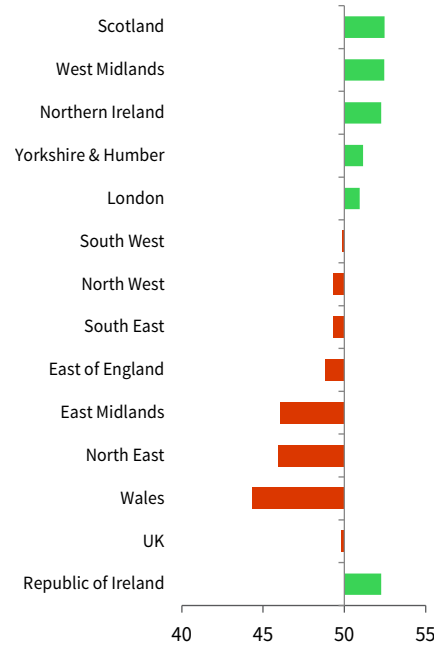 Scotland
West Midlands
Northern Ireland
Yorkshire & Humber
London
South West
North West
South East
East of England
East Midlands
North East
Wales
UK
Republic of Ireland
40 45 50 55